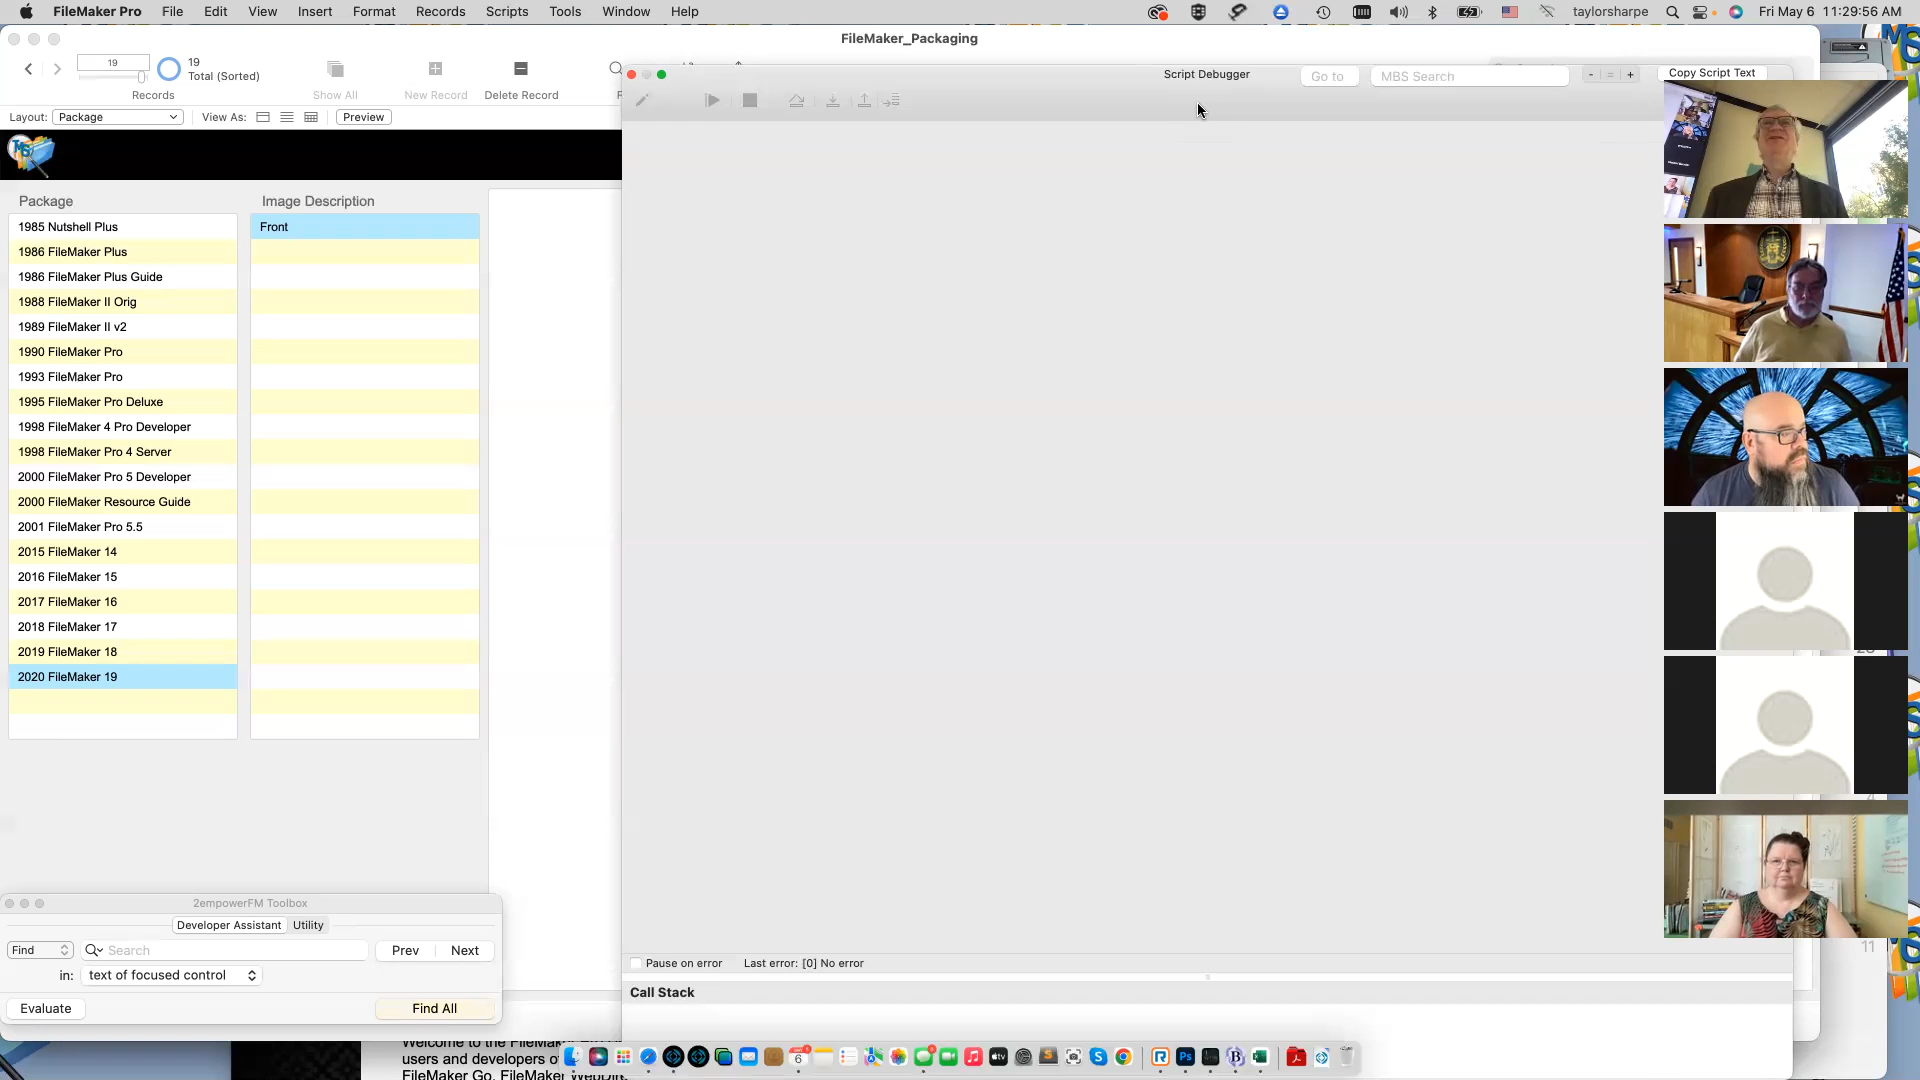 FileMaker Pro File Edit View Insert Format Records Scripts Tools Window Help taylorsharpe Fri May 6 11:29:56 AM
FileMaker_Packaging
19
19
Total (Sorted)
Records Show All New Record Delete Record
Layout: Package View As: Preview
Script Debugger Go to MBS Search - = + Copy Script Text
Package
1985 Nutshell Plus
1986 FileMaker Plus
1986 FileMaker Plus Guide
1988 FileMaker II Orig
1989 FileMaker II v2
1990 FileMaker Pro
1993 FileMaker Pro
1995 FileMaker Pro Deluxe
1998 FileMaker 4 Pro Developer
1998 FileMaker Pro 4 Server
2000 FileMaker Pro 5 Developer
2000 FileMaker Resource Guide
2001 FileMaker Pro 5.5
2015 FileMaker 14
2016 FileMaker 15
2017 FileMaker 16
2018 FileMaker 17
2019 FileMaker 18
2020 FileMaker 19
Image Description
Front
2empowerFM Toolbox
Developer Assistant Utility
Find Search Prev Next
in: text of focused control
Evaluate Find All
Pause on error Last error: [0] No error
Call Stack
11
users and developers of
FileMaker Go, FileMaker WebDire